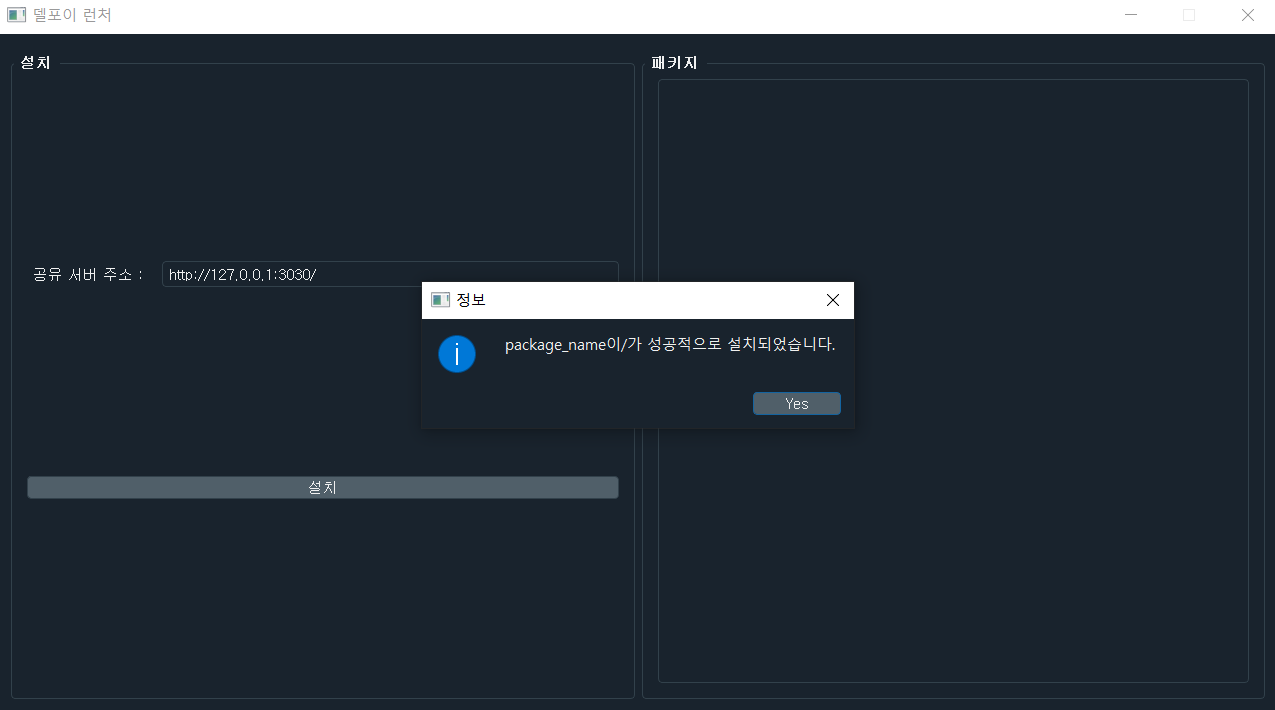 델포이 런처
설치
패키지
공유 서버 주소 :
http://127.0.0.1:3030/
정보
package_name이/가 성공적으로 설치되었습니다.
Yes
설치